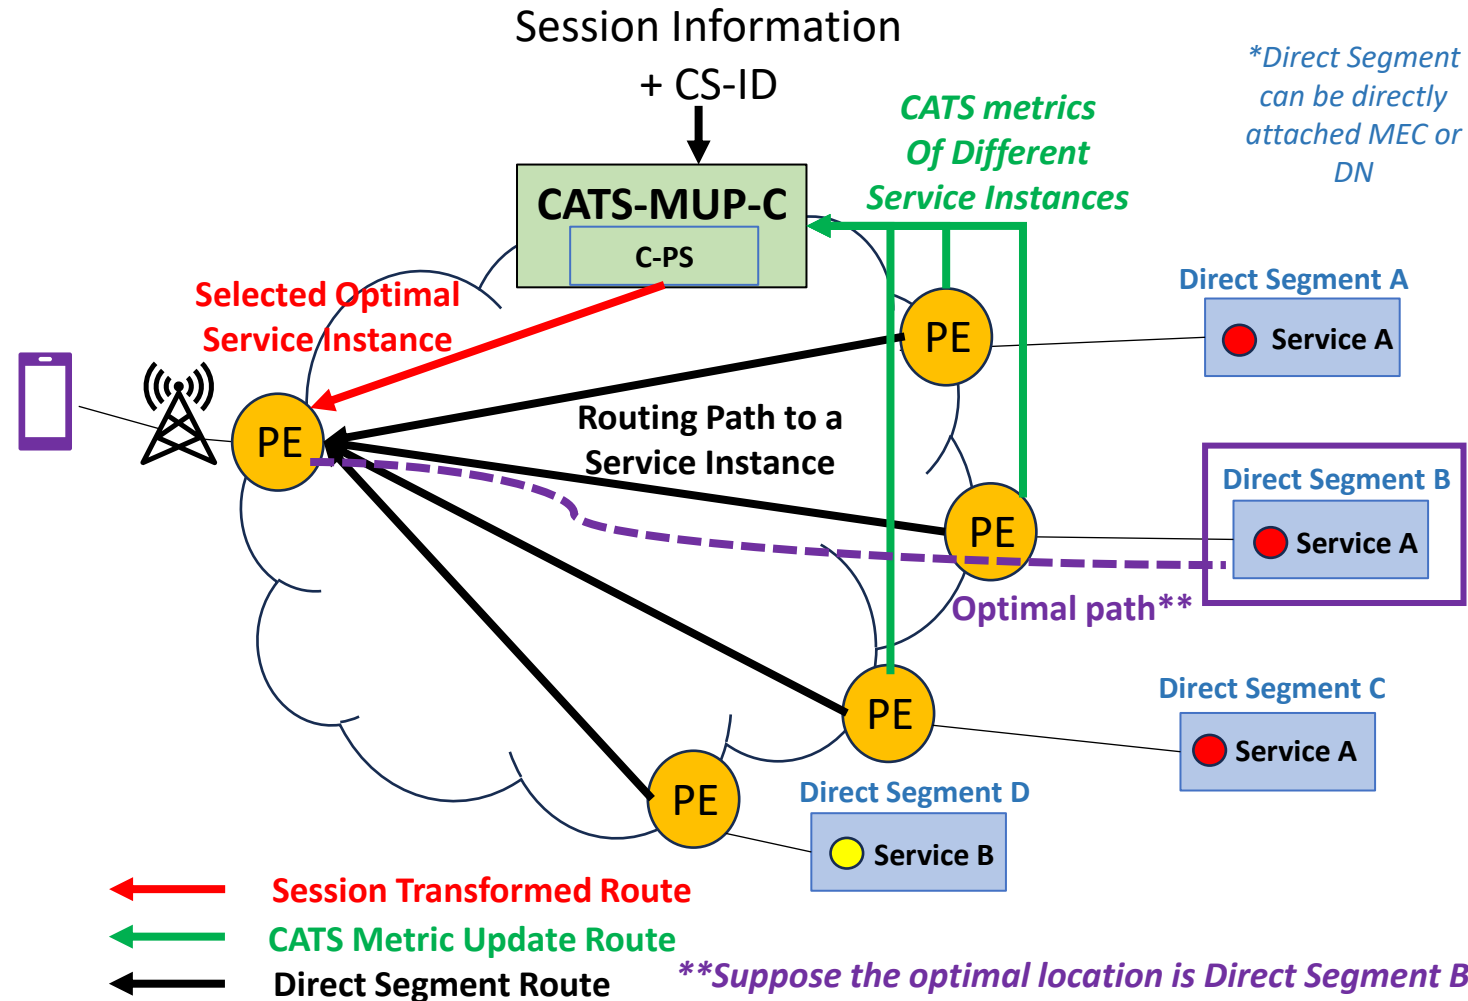 Session Information
+ CS-ID
*Direct Segment
can be directly
attached MEC or
DN
CATS metrics
Of Different
Service Instances
CATS-MUP-C
C-PS
Selected Optimal
Service Instance
Direct Segment A
Service A
PE
PE
Routing Path to a
Service Instance
Direct Segment B
Service A
PE
Optimal path**
Direct Segment C
Service A
PE
Direct Segment D
Service B
PE
Session Transformed Route
CATS Metric Update Route
Direct Segment Route
**Suppose the optimal location is Direct Segment B